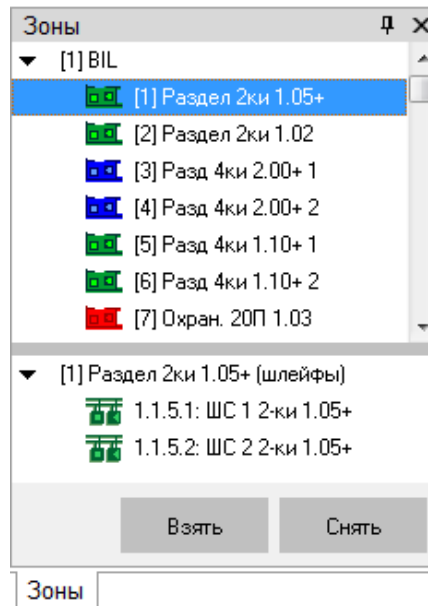 Зоны
[1] BIL
[1] Раздел 2ки 1.05+
[2] Раздел 2ки 1.02
[3] Разд 4ки 2.00+ 1
[4] Разд 4ки 2.00+ 2
[5] Разд 4ки 1.10+ 1
[6] Разд 4ки 1.10+ 2
[7] Охран. 20П 1.03
[1] Раздел 2ки 1.05+ (шлейфы)
1.1.5.1: ШС 1 2-ки 1.05+
1.1.5.2: ШС 2 2-ки 1.05+
Взять Снять
Зоны